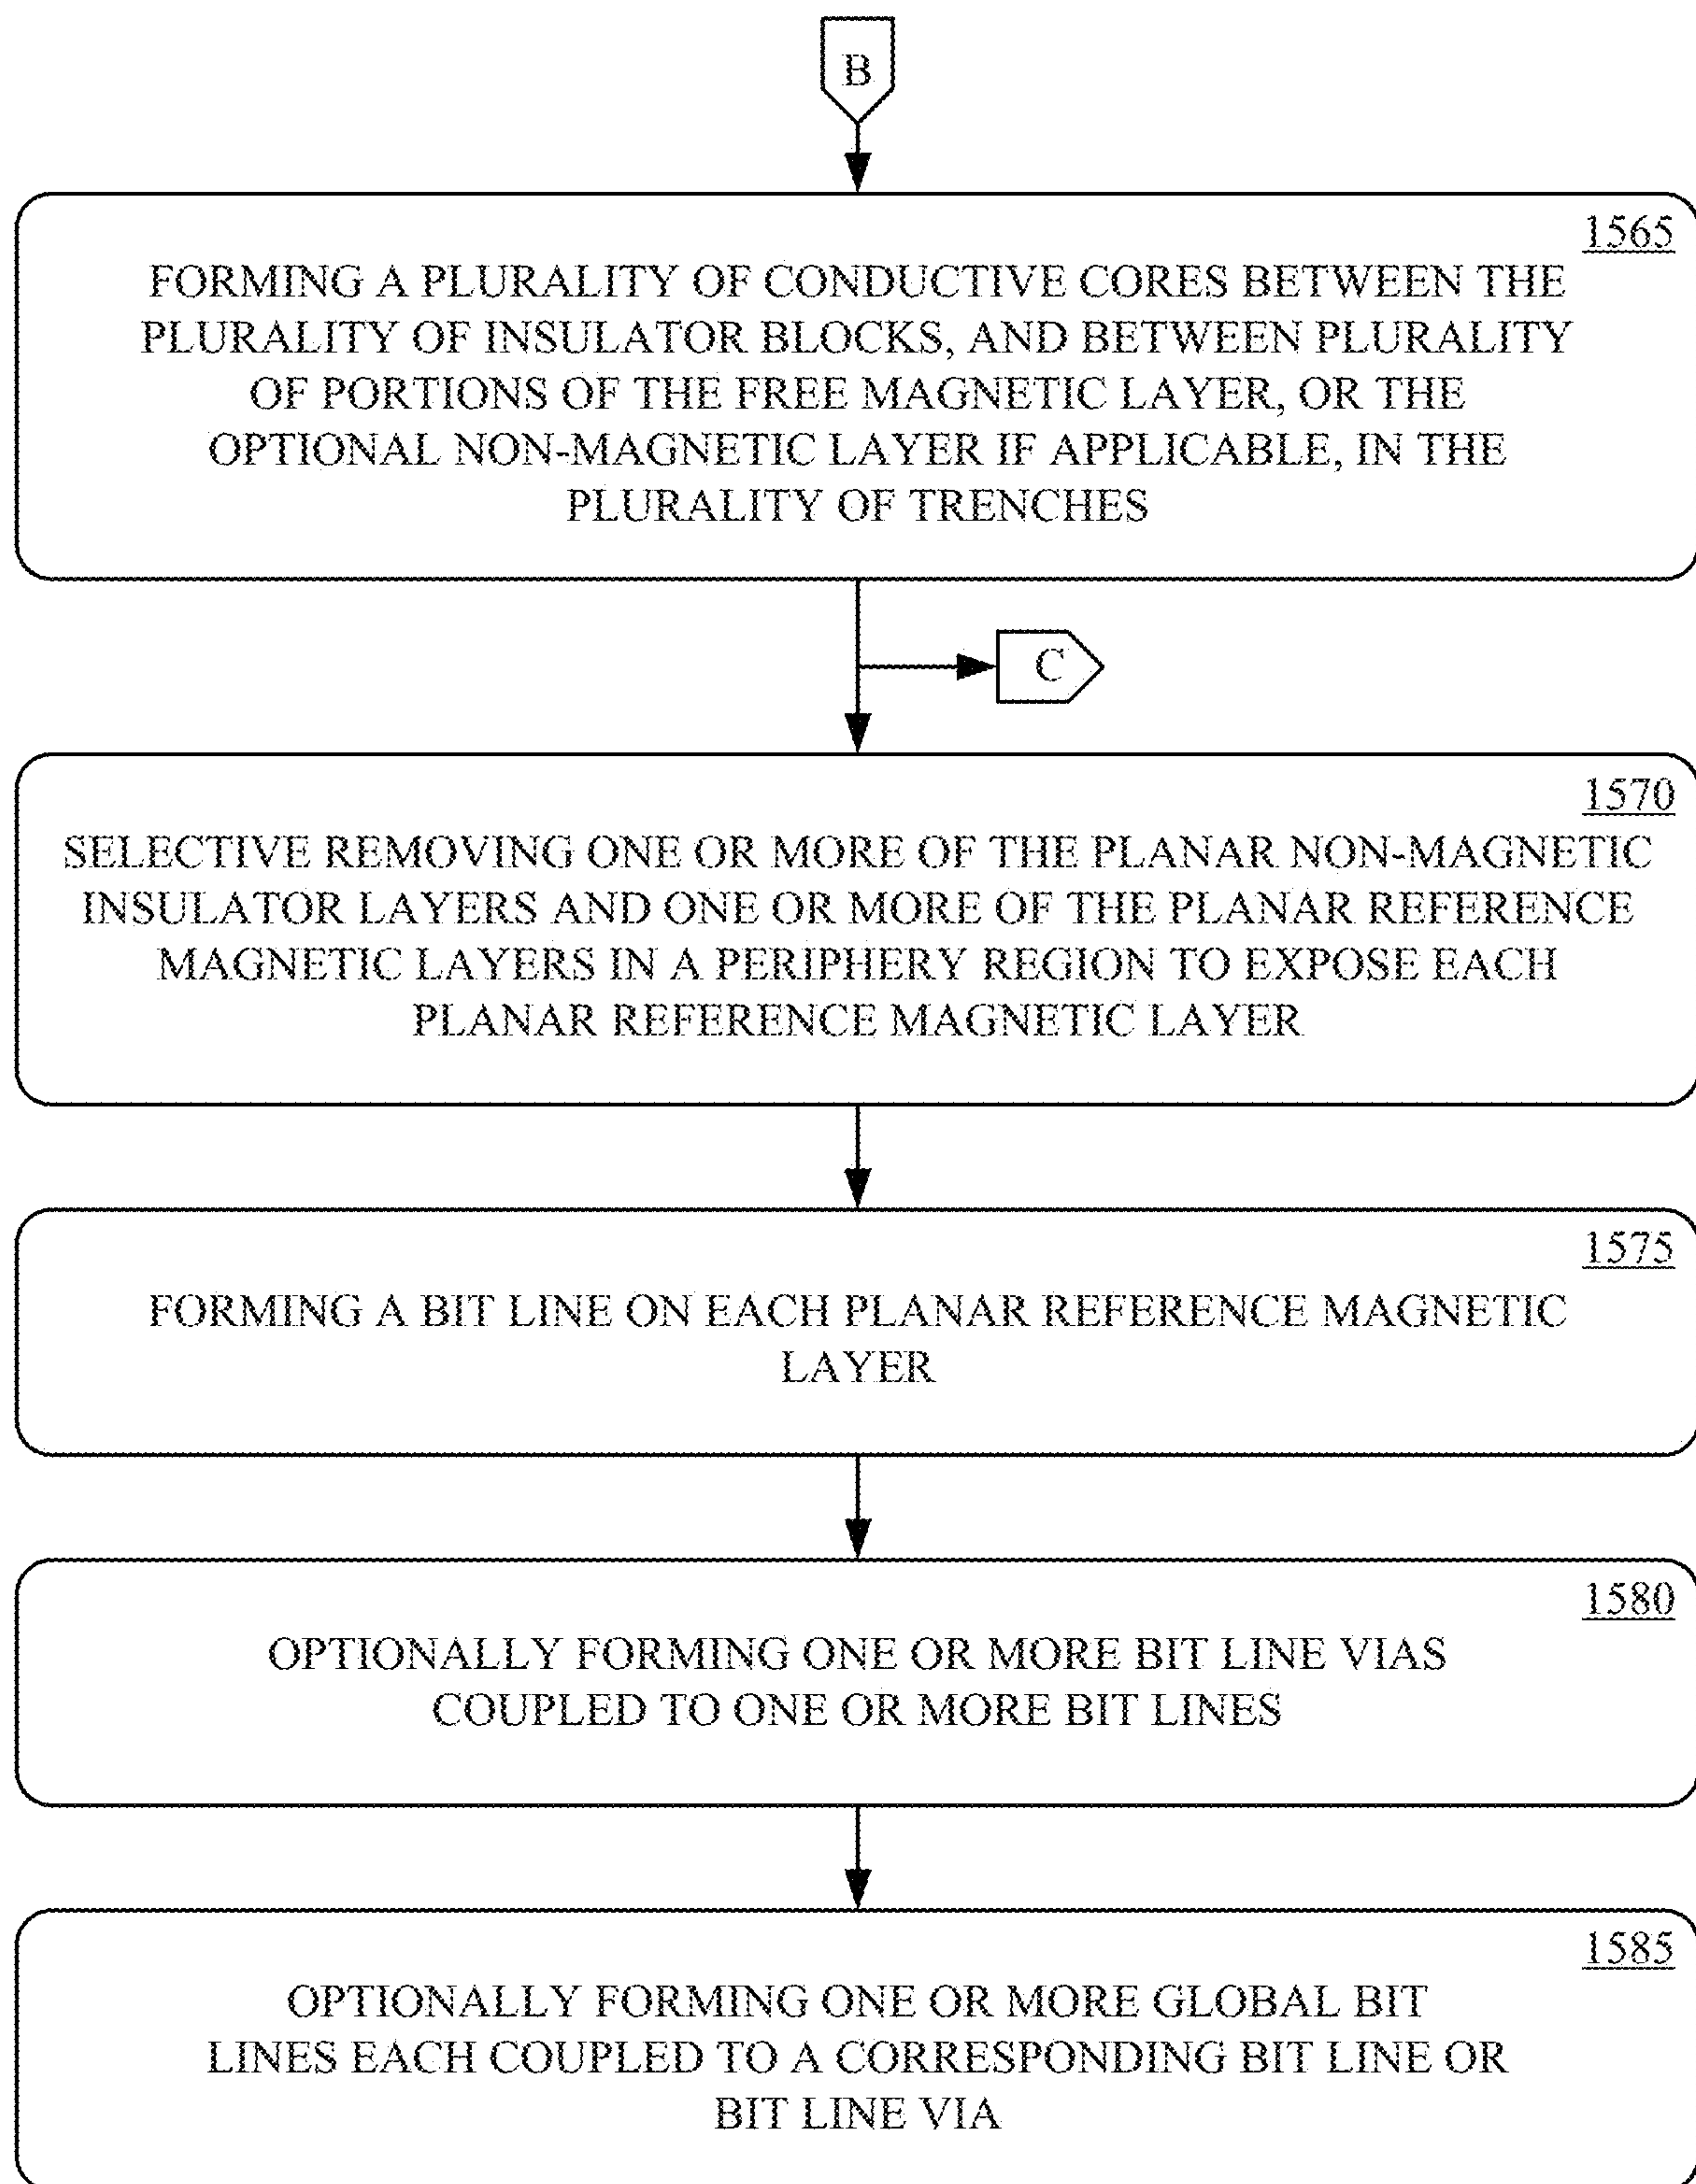 B
1565
FORMING A PLURALITY OF CONDUCTIVE CORES BETWEEN THE
PLURALITY OF INSULATOR BLOCKS, AND BETWEEN PLURALITY
OF PORTIONS OF THE FREE MAGNETIC LAYER, OR THE
OPTIONAL NON-MAGNETIC LAYER IF APPLICABLE, IN THE
PLURALITY OF TRENCHES
C
1570
SELECTIVE REMOVING ONE OR MORE OF THE PLANAR NON-MAGNETIC
INSULATOR LAYERS AND ONE OR MORE OF THE PLANAR REFERENCE
MAGNETIC LAYERS IN A PERIPHERY REGION TO EXPOSE EACH
PLANAR REFERENCE MAGNETIC LAYER
1575
FORMING A BIT LINE ON EACH PLANAR REFERENCE MAGNETIC
LAYER
1580
OPTIONALLY FORMING ONE OR MORE BIT LINE VIAS
COUPLED TO ONE OR MORE BIT LINES
1585
OPTIONALLY FORMING ONE OR MORE GLOBAL BIT
LINES EACH COUPLED TO A CORRESPONDING BIT LINE OR
BIT LINE VIA